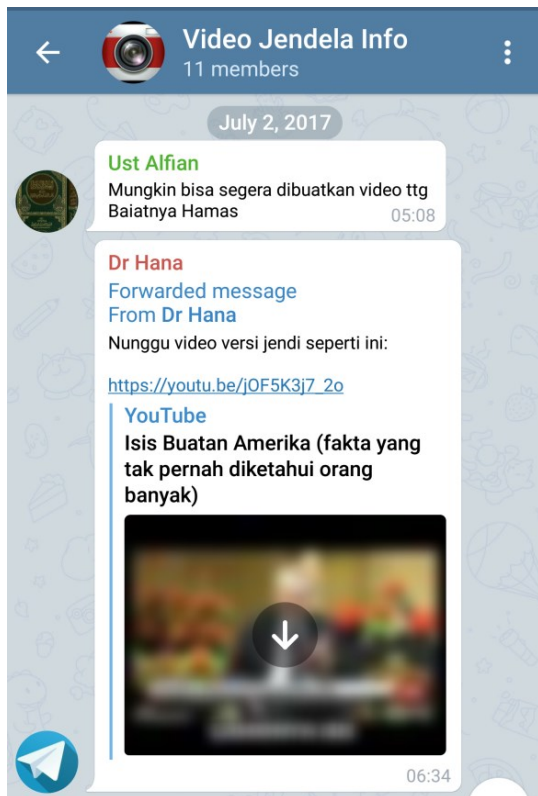 Video Jendela Info
11 members
July 2, 2017
Ust Alfian
Mungkin bisa segera dibuatkan video ttg
Baiatnya Hamas
05:08
Dr Hana
Forwarded message
From Dr Hana
Nunggu video versi jendi seperti ini:
https://youtu.be/jOF5K3j7_2o
YouTube
Isis Buatan Amerika (fakta yang
tak pernah diketahui orang
banyak)
06:34